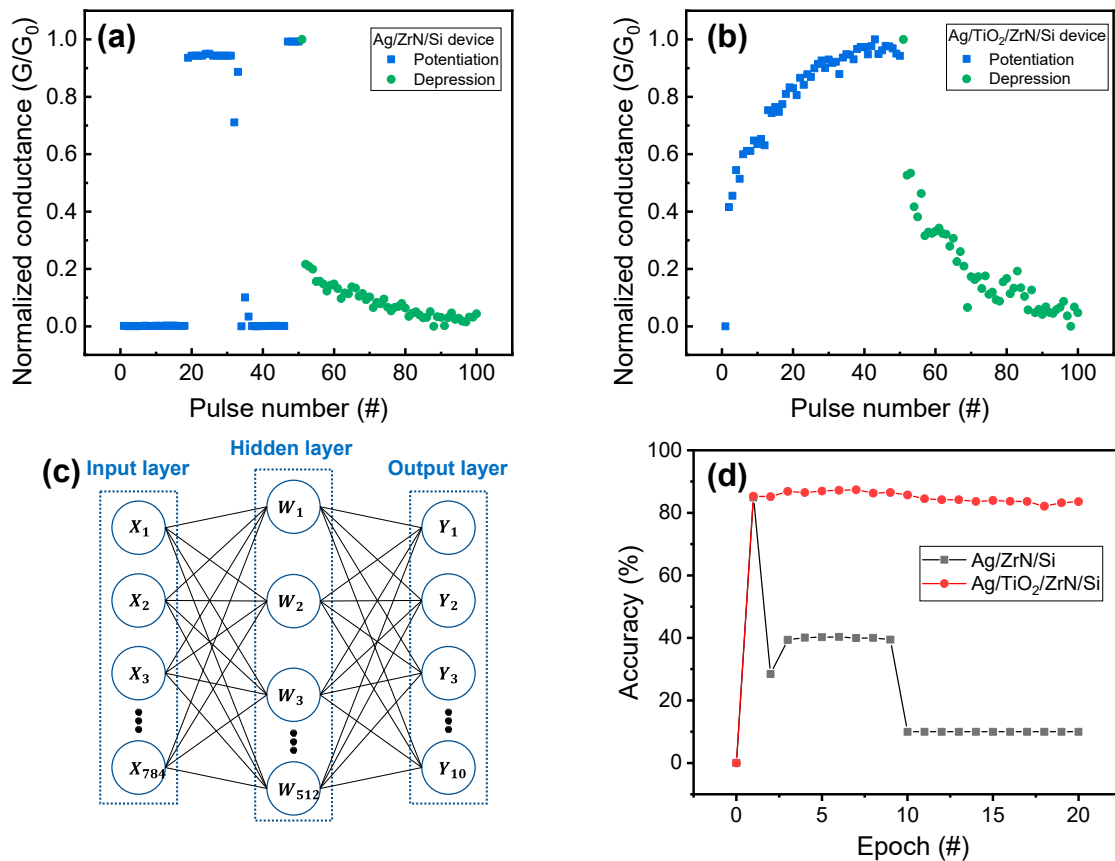 (a)
Ag/ZrN/Si device
Potentiation
Depression
Normalized conductance (G/G₀)
1.0
0.8
0.6
0.4
0.2
0.0
0 20 40 60 80 100
Pulse number (#)
(b)
Ag/TiO₂/ZrN/Si device
Potentiation
Depression
Normalized conductance (G/G₀)
1.0
0.8
0.6
0.4
0.2
0.0
0 20 40 60 80 100
Pulse number (#)
(c)
Input layer
Hidden layer
Output layer
X₁
X₂
X₃
X₇₈₄
W₁
W₂
W₃
W₅₁₂
Y₁
Y₂
Y₃
Y₁₀
(d)
Accuracy (%)
100
80
60
40
20
0
Ag/ZrN/Si
Ag/TiO₂/ZrN/Si
0 5 10 15 20
Epoch (#)